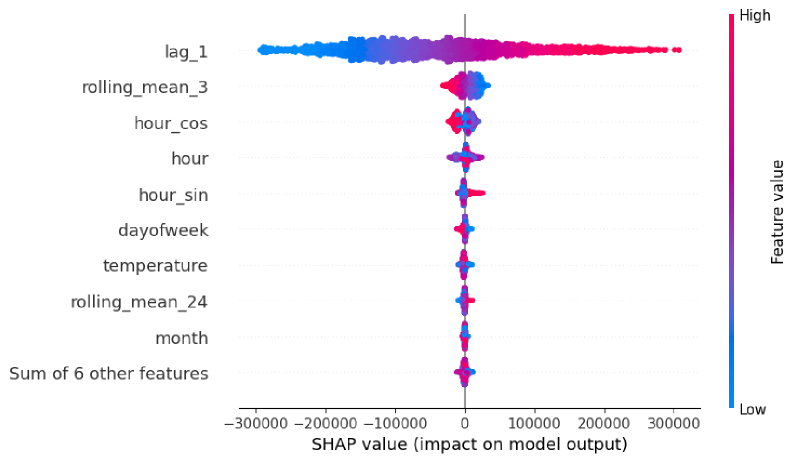 High
lag_1
rolling_mean_3
hour_cos
hour
hour_sin
dayofweek
temperature
rolling_mean_24
month
Sum of 6 other features
Feature value
Low
−300000 −200000 −100000 0 100000 200000 300000
SHAP value (impact on model output)